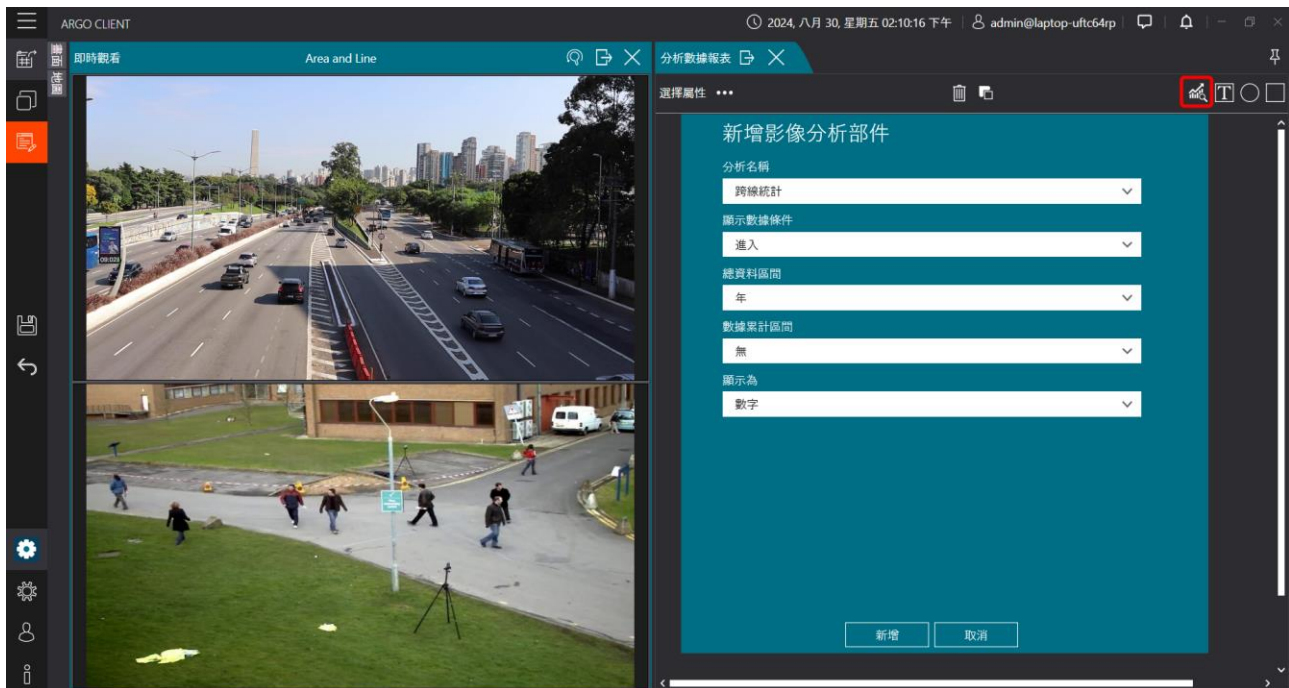 ARGO CLIENT
2024, 八月 30, 星期五 02:10:16 下午
admin@laptop-uftc64rp
畫面
地圖
即時觀看
Area and Line
分析數據報表
選擇屬性 •••
T
新增影像分析部件
分析名稱
跨線統計
顯示數據條件
進入
總資料區間
年
數據累計區間
無
顯示為
數字
新增
取消